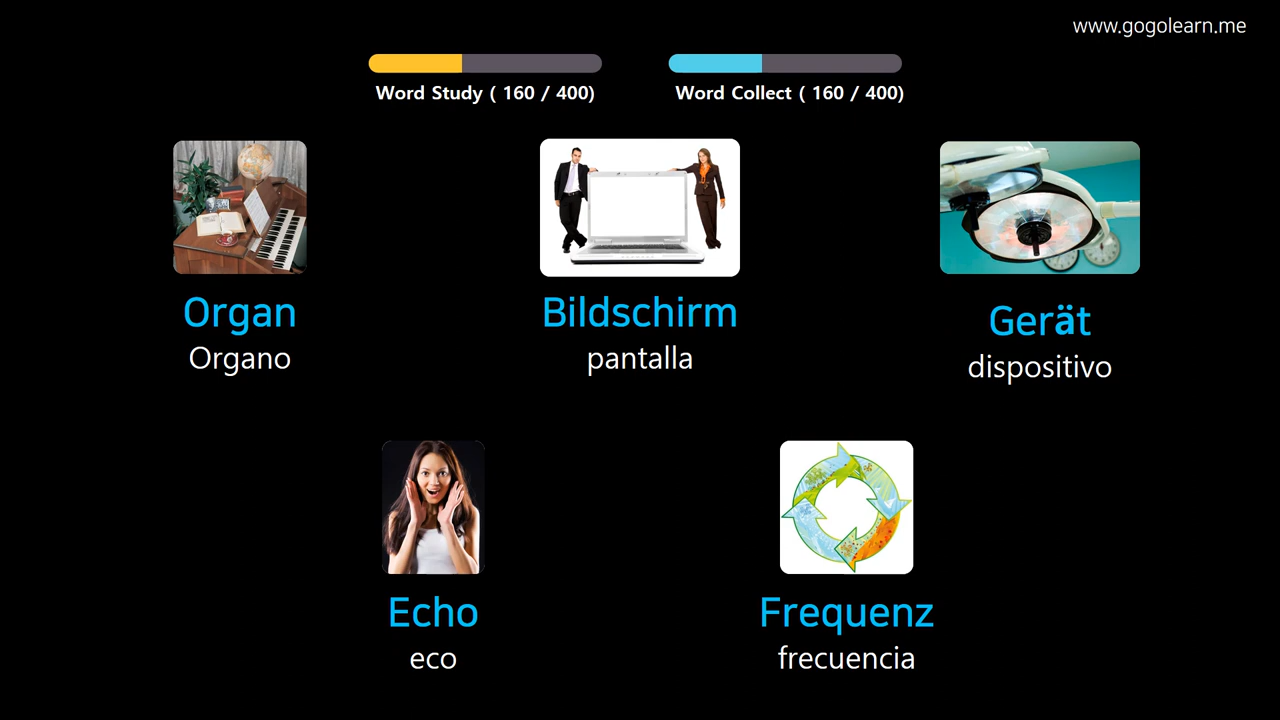 www.gogolearn.me
Word Study ( 160 / 400)
Word Collect ( 160 / 400)
Organ
Organo
Bildschirm
pantalla
Gerät
dispositivo
Echo
eco
Frequenz
frecuencia